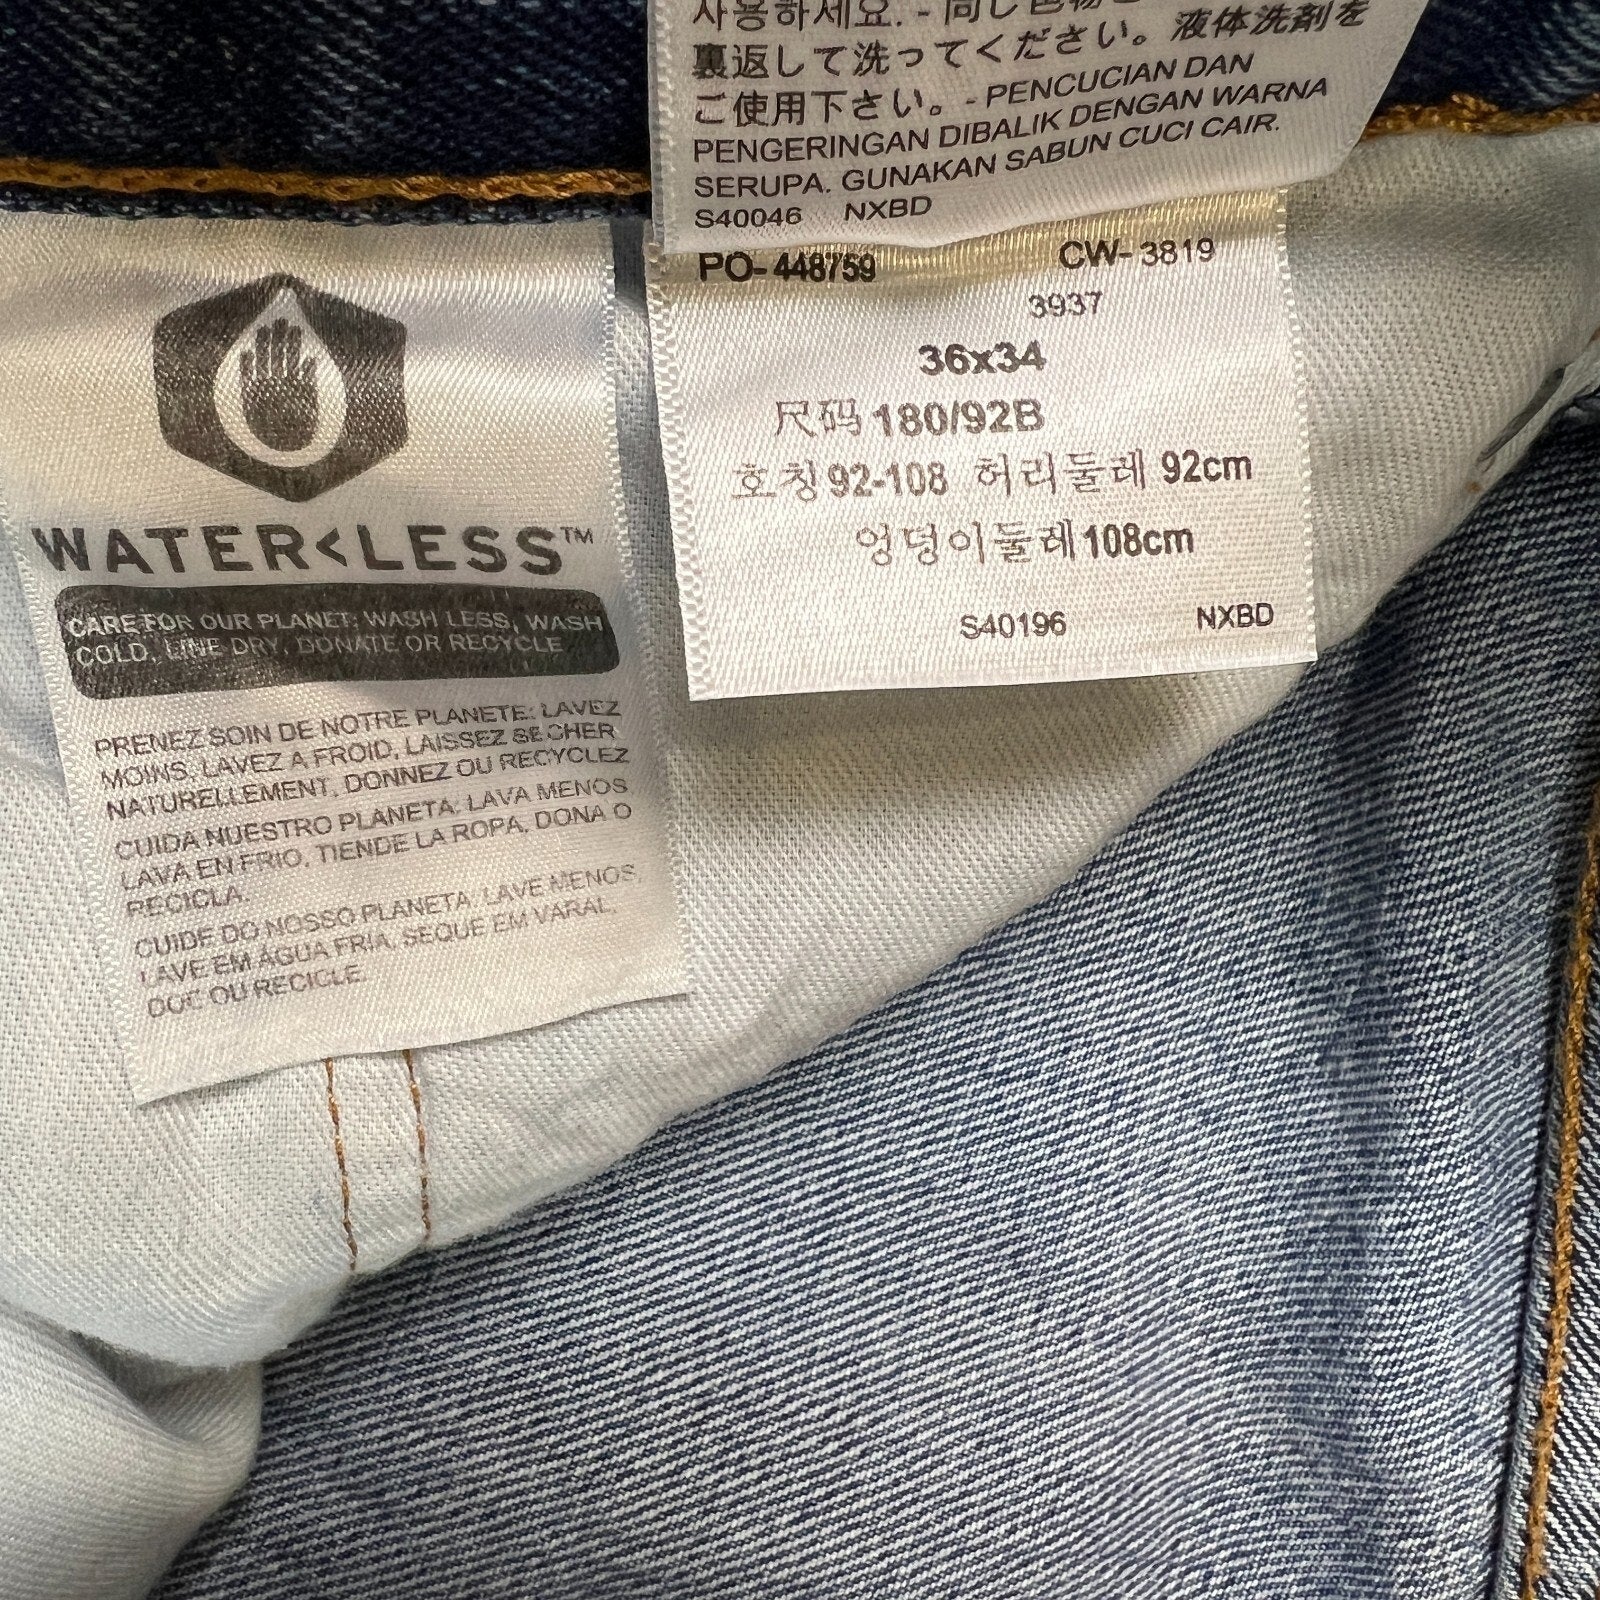 사용하세요. - 同じ色物と
裏返して洗ってください。液体洗剤を
ご使用下さい。- PENCUCIAN DAN
PENGERINGAN DIBALIK DENGAN WARNA
SERUPA. GUNAKAN SABUN CUCI CAIR.
S40046 NXBD
PO-448759 CW-3819
3937
36x34
尺码 180/92B
호칭 92-108 허리둘레 92cm
엉덩이둘레 108cm
S40196 NXBD
WATER<LESS™
CARE FOR OUR PLANET: WASH LESS, WASH
COLD, LINE DRY, DONATE OR RECYCLE
PRENEZ SOIN DE NOTRE PLANETE: LAVEZ
MOINS, LAVEZ A FROID, LAISSEZ SECHER
NATURELLEMENT, DONNEZ OU RECYCLEZ
CUIDA NUESTRO PLANETA: LAVA MENOS
LAVA EN FRIO, TIENDE LA ROPA, DONA O
RECICLA.
CUIDE DO NOSSO PLANETA: LAVE MENOS,
LAVE EM ÁGUA FRIA, SEQUE EM VARAL,
DOE OU RECICLE.